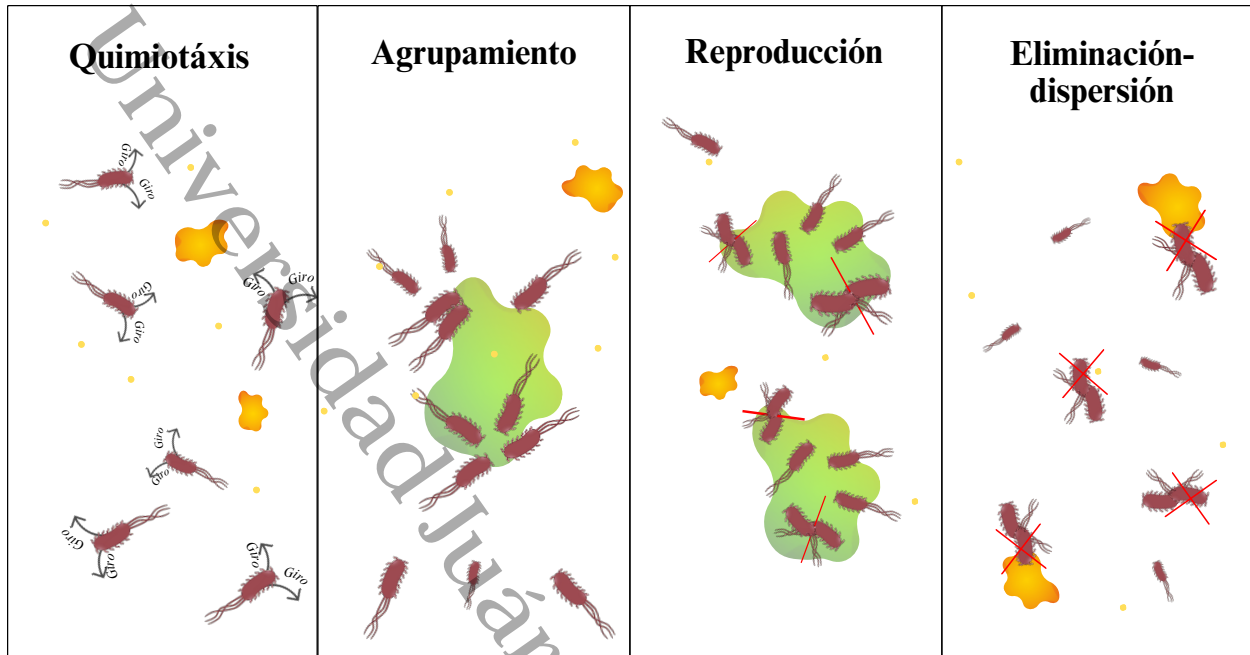 Quimiotáxis
Giro
Giro
Giro
Giro
Giro
Giro
Giro
Giro
Giro
Giro
Giro
Giro
Agrupamiento
Reproducción
Eliminación-
dispersión
Universidad Juán